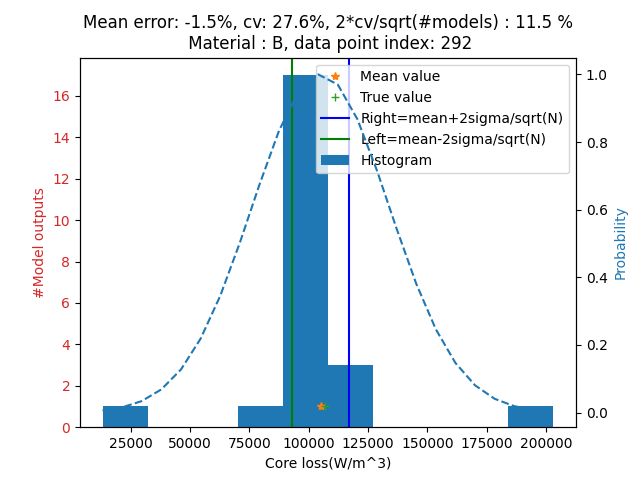 Mean error: -1.5%, cv: 27.6%, 2*cv/sqrt(#models) : 11.5 %
Material : B, data point index: 292
Mean value
True value
Right=mean+2sigma/sqrt(N)
Left=mean-2sigma/sqrt(N)
Histogram
#Model outputs
16
14
12
10
8
6
4
2
0
1.0
0.8
0.6
0.4
0.2
0.0
Probability
25000 50000 75000 100000 125000 150000 175000 200000
Core loss(W/m^3)